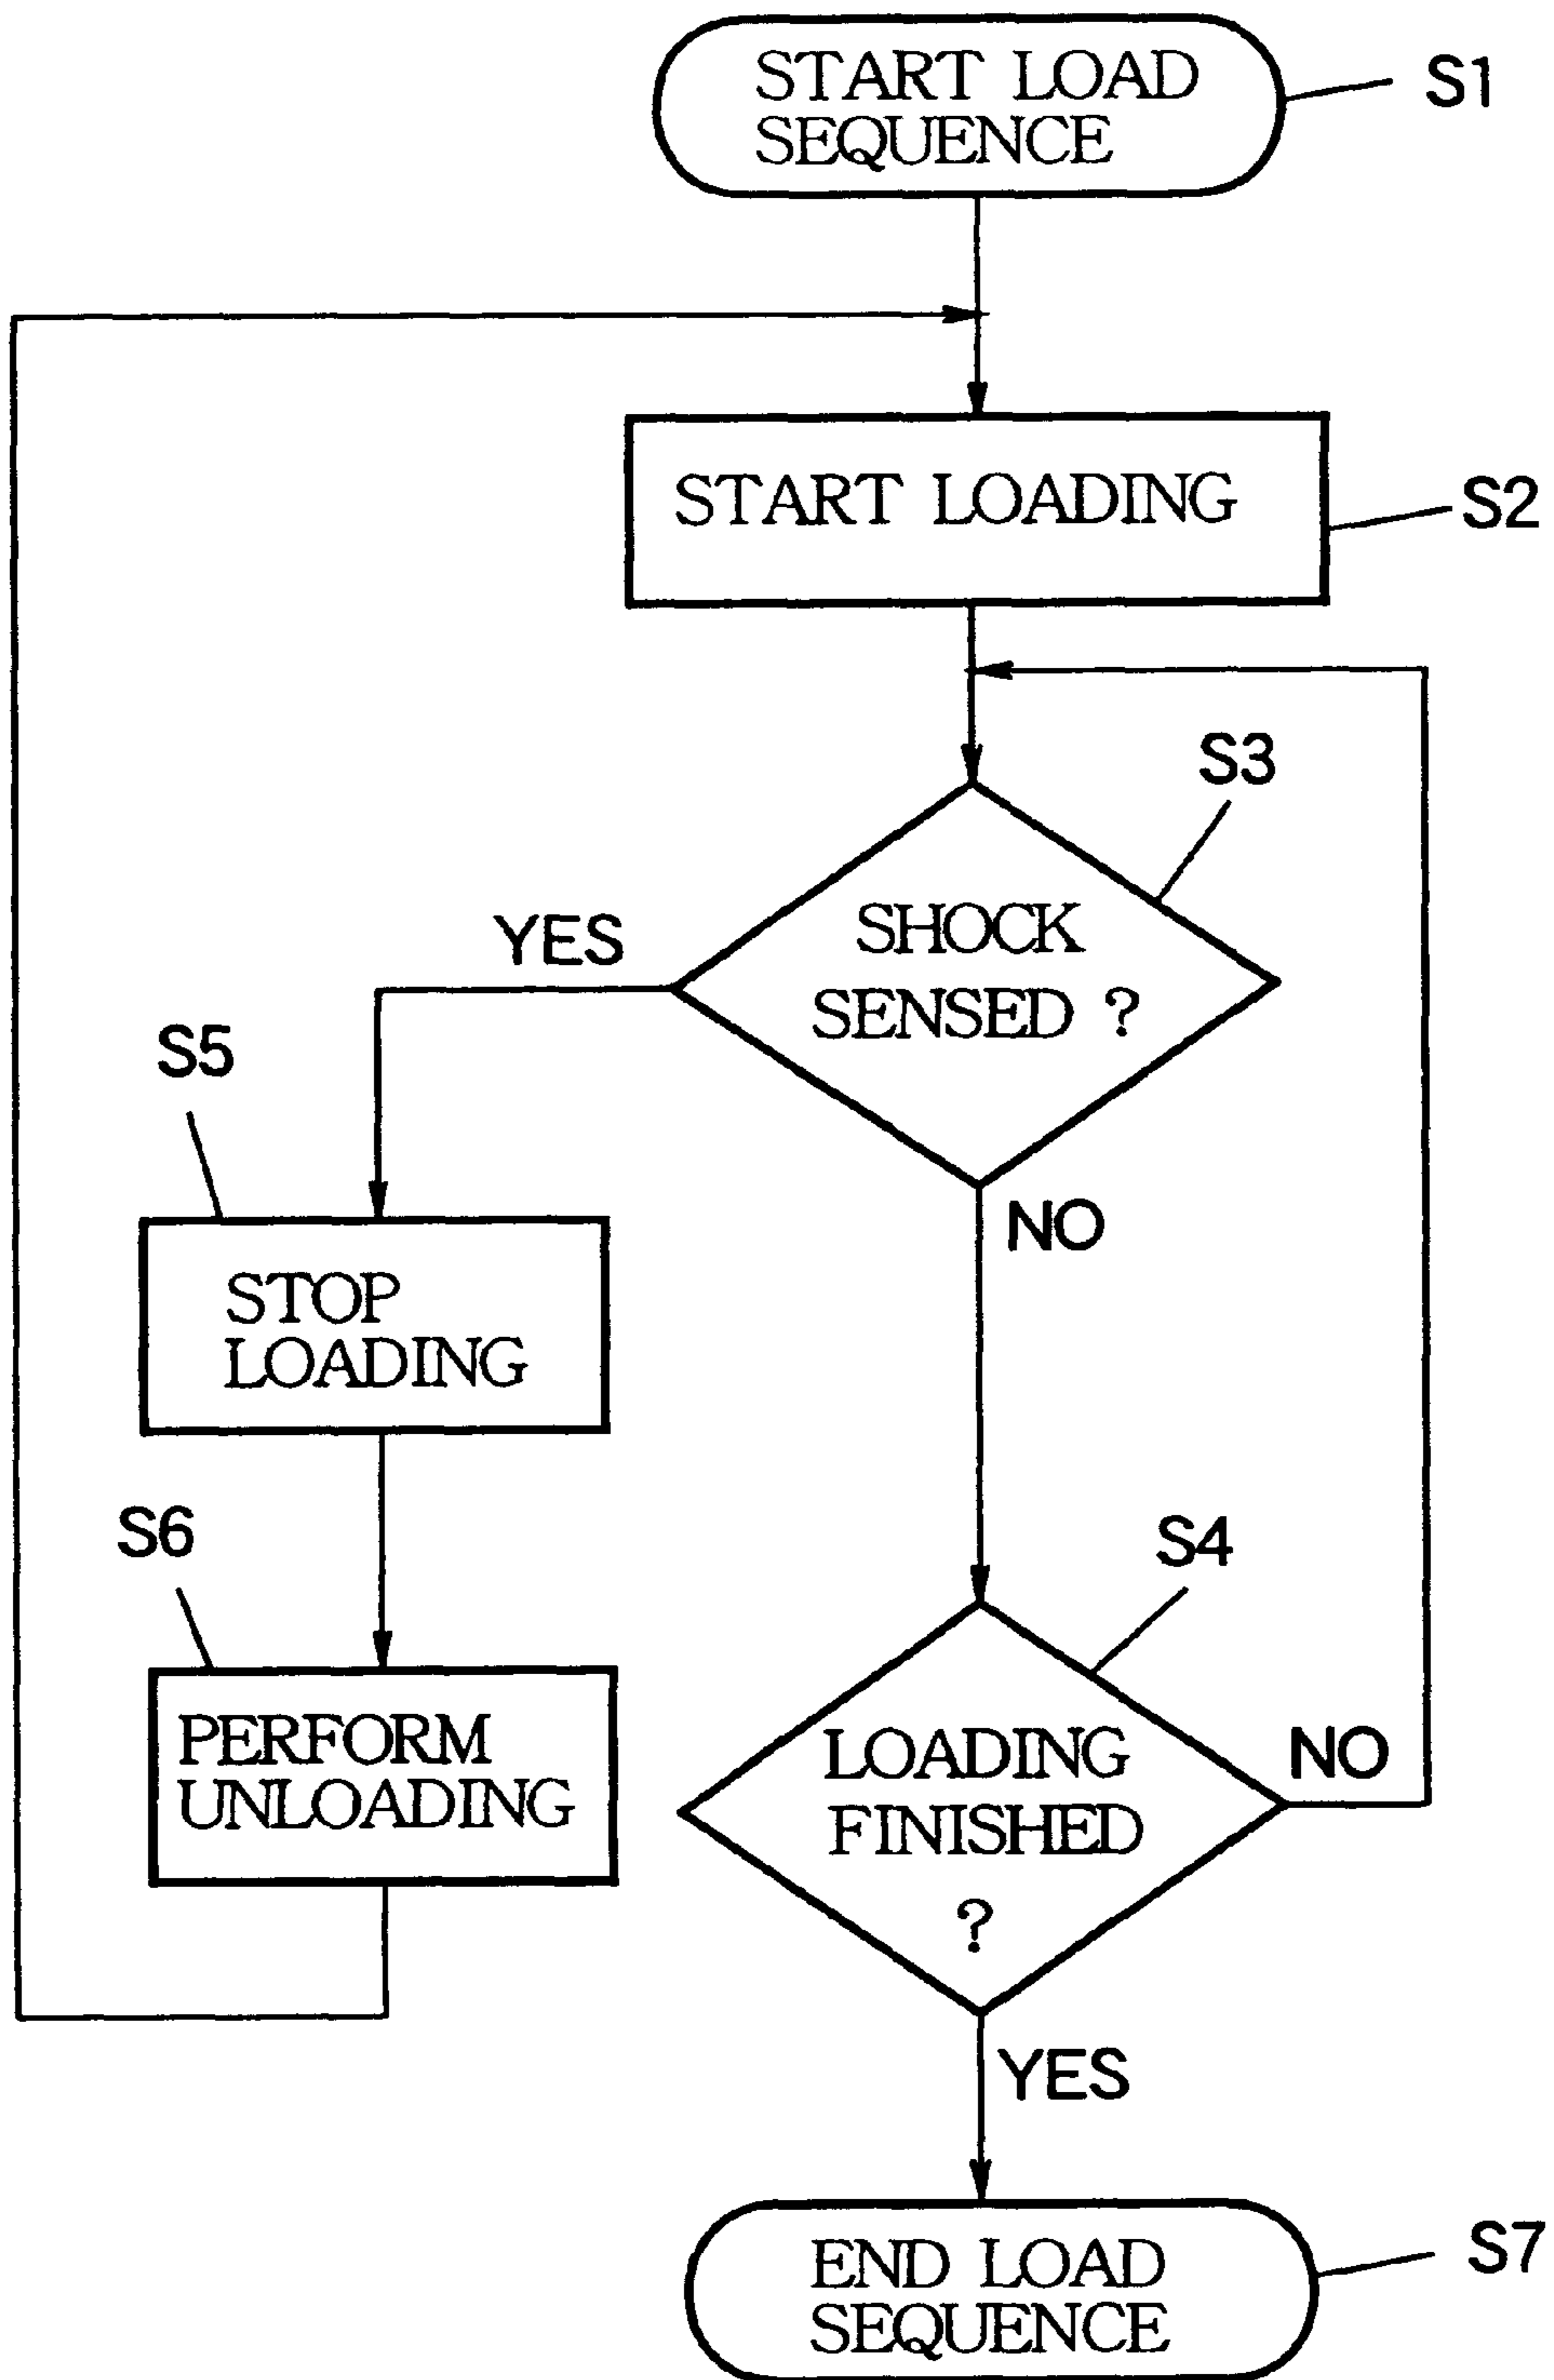 START LOAD
SEQUENCE
S1
START LOADING
S2
S3
SHOCK
SENSED ?
YES
NO
S5
STOP
LOADING
S6
PERFORM
UNLOADING
S4
LOADING
FINISHED
?
NO
YES
END LOAD
SEQUENCE
S7